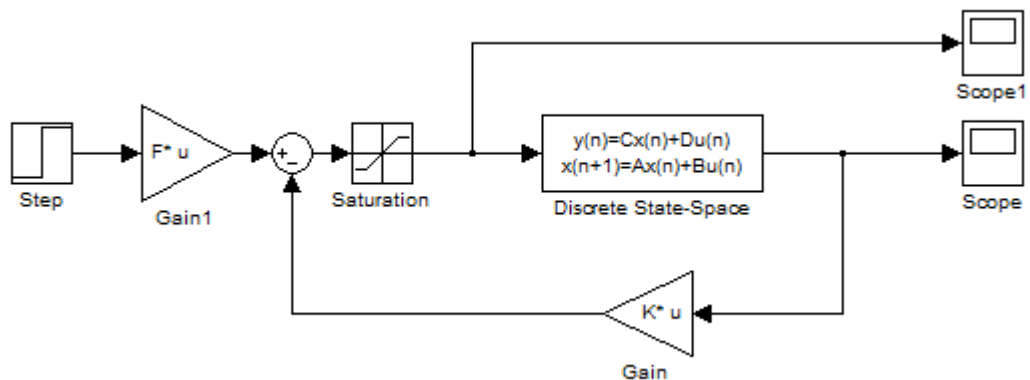 Scope1
Step
F* u
Gain1
+
−
Saturation
y(n)=Cx(n)+Du(n)
x(n+1)=Ax(n)+Bu(n)
Discrete State-Space
Scope
K* u
Gain